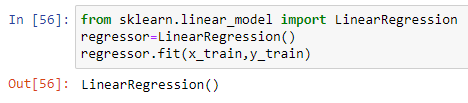 In [56]: from sklearn.linear_model import LinearRegression
regressor=LinearRegression()
regressor.fit(x_train,y_train)
Out[56]: LinearRegression()